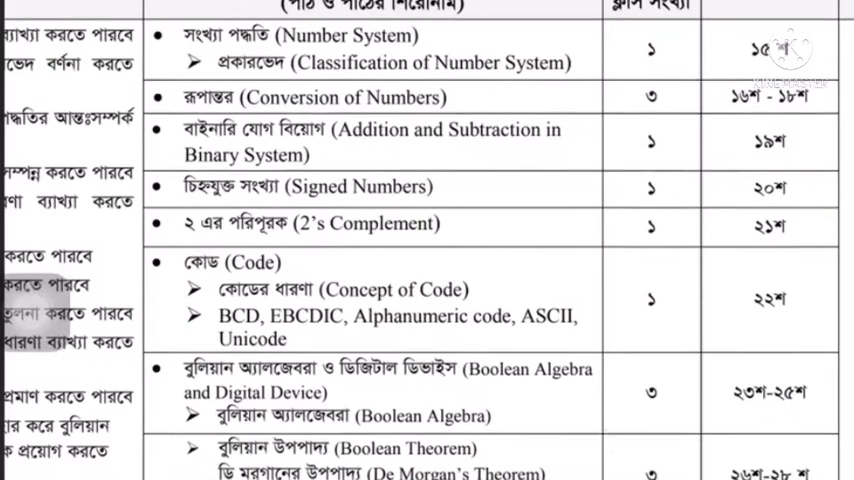 (পাঠ ও পাঠের শিরোনাম) ক্লাস সংখ্যা
ব্যাখ্যা করতে পারবে
ভেদ বর্ণনা করতে
পদ্ধতির আন্তঃসম্পর্ক
সম্পন্ন করতে পারবে
রণা ব্যাখ্যা করতে
করতে পারবে
করতে পারবে
তুলনা করতে পারবে
ধারণা ব্যাখ্যা করতে
প্রমাণ করতে পারবে
হার করে বুলিয়ান
ক প্রয়োগ করতে
• সংখ্যা পদ্ধতি (Number System)
➢ প্রকারভেদ (Classification of Number System)
১ ১৫ শ
KINEMASTER
• রূপান্তর (Conversion of Numbers) ৩ ১৬শ - ১৮শ
• বাইনারি যোগ বিয়োগ (Addition and Subtraction in
Binary System)
১ ১৯শ
• চিহ্নযুক্ত সংখ্যা (Signed Numbers) ১ ২০শ
• ২ এর পরিপূরক (2’s Complement) ১ ২১শ
• কোড (Code)
➢ কোডের ধারণা (Concept of Code)
➢ BCD, EBCDIC, Alphanumeric code, ASCII,
Unicode
১ ২২শ
• বুলিয়ান অ্যালজেবরা ও ডিজিটাল ডিভাইস (Boolean Algebra
and Digital Device)
➢ বুলিয়ান অ্যালজেবরা (Boolean Algebra)
৩ ২৩শ-২৫শ
➢ বুলিয়ান উপপাদ্য (Boolean Theorem)
ডি মরগানের উপপাদ্য (De Morgan’s Theorem)
৩ ২৬শ-২৮ শ